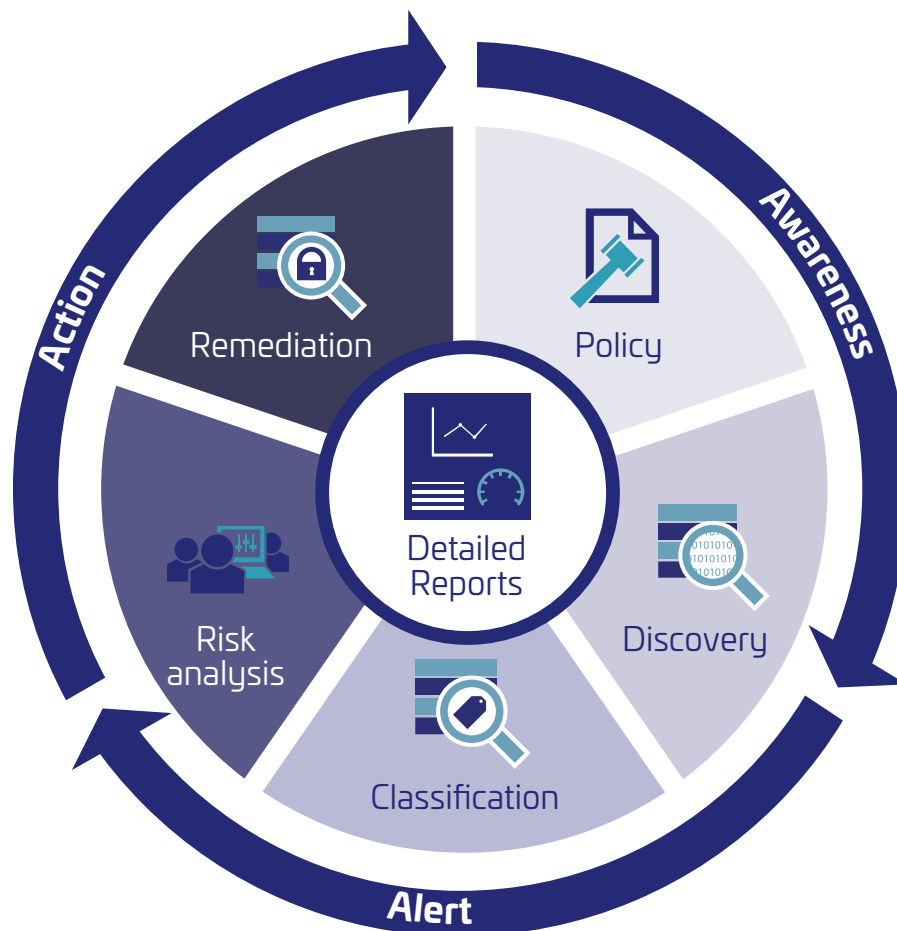 Awareness
Action
Remediation
Policy
Detailed
Reports
Risk
analysis
Discovery
Classification
Alert